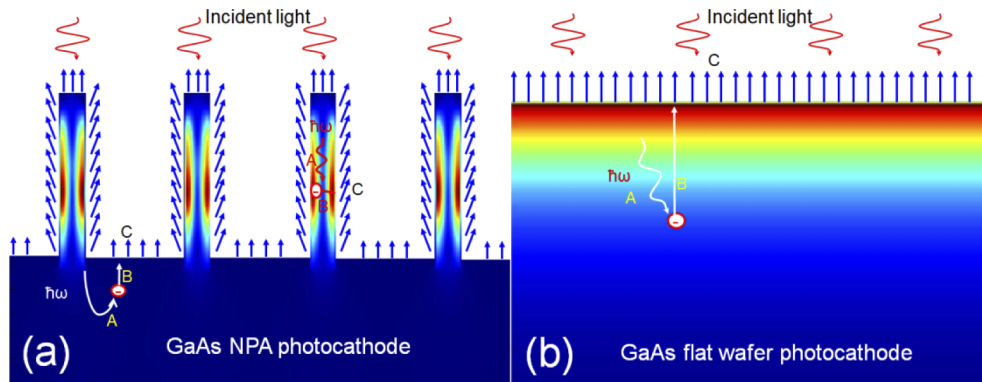 Incident light
C
ħω
A
B
C
C
B
ħω
A
(a)
GaAs NPA photocathode
Incident light
C
ħω
B
A
(b)
GaAs flat wafer photocathode